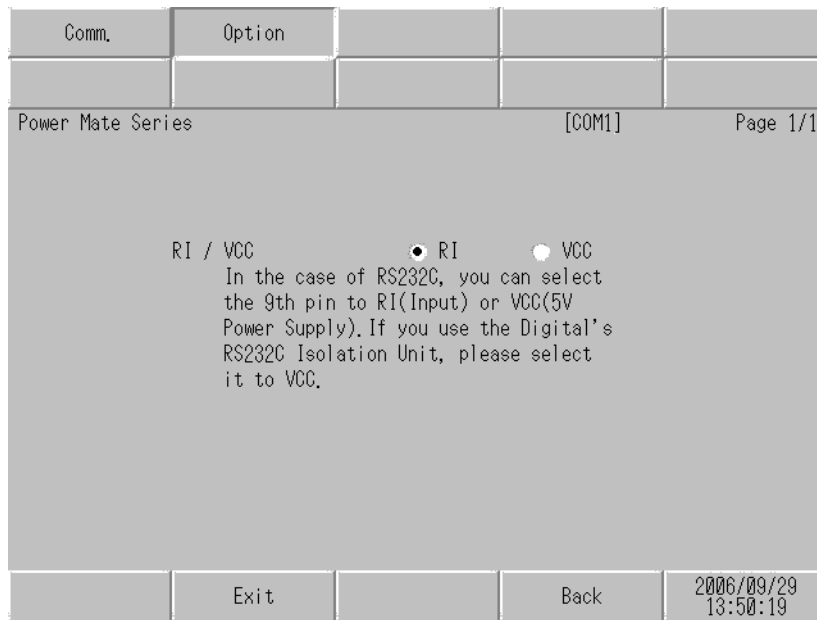 Comm. Option
Power Mate Series [COM1] Page 1/1
RI / VCC RI VCC
In the case of RS232C, you can select
the 9th pin to RI(Input) or VCC(5V
Power Supply).If you use the Digital's
RS232C Isolation Unit, please select
it to VCC.
Exit Back 2006/09/29
13:50:19